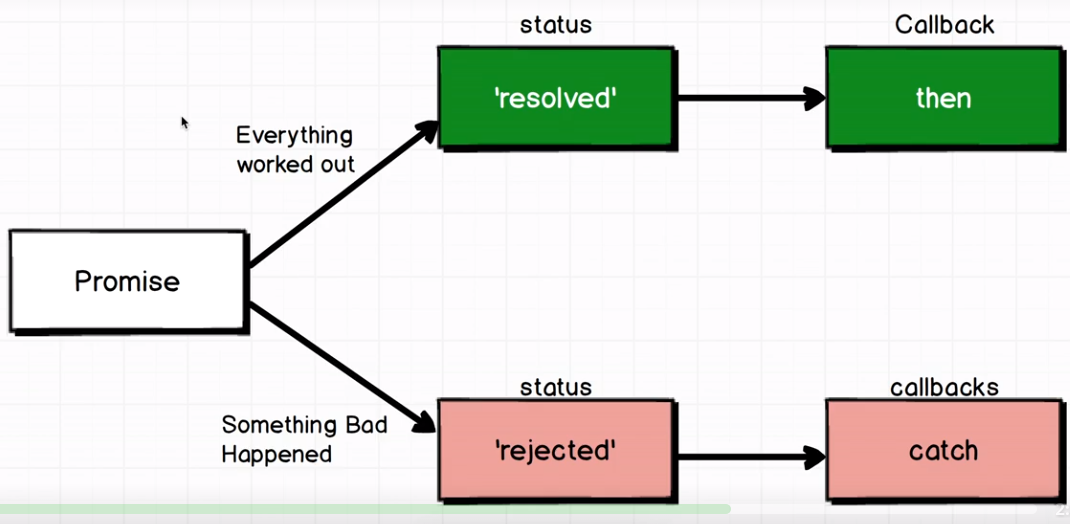 status
Callback
'resolved'
then
Everything
worked out
Promise
status
callbacks
Something Bad
Happened
'rejected'
catch